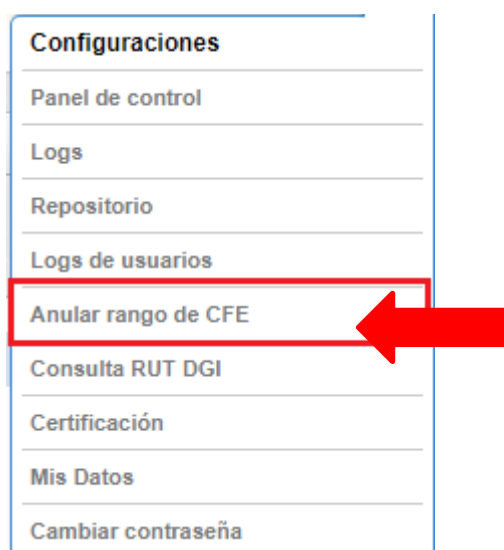 Configuraciones
Panel de control
Logs
Repositorio
Logs de usuarios
Anular rango de CFE
Consulta RUT DGI
Certificación
Mis Datos
Cambiar contraseña